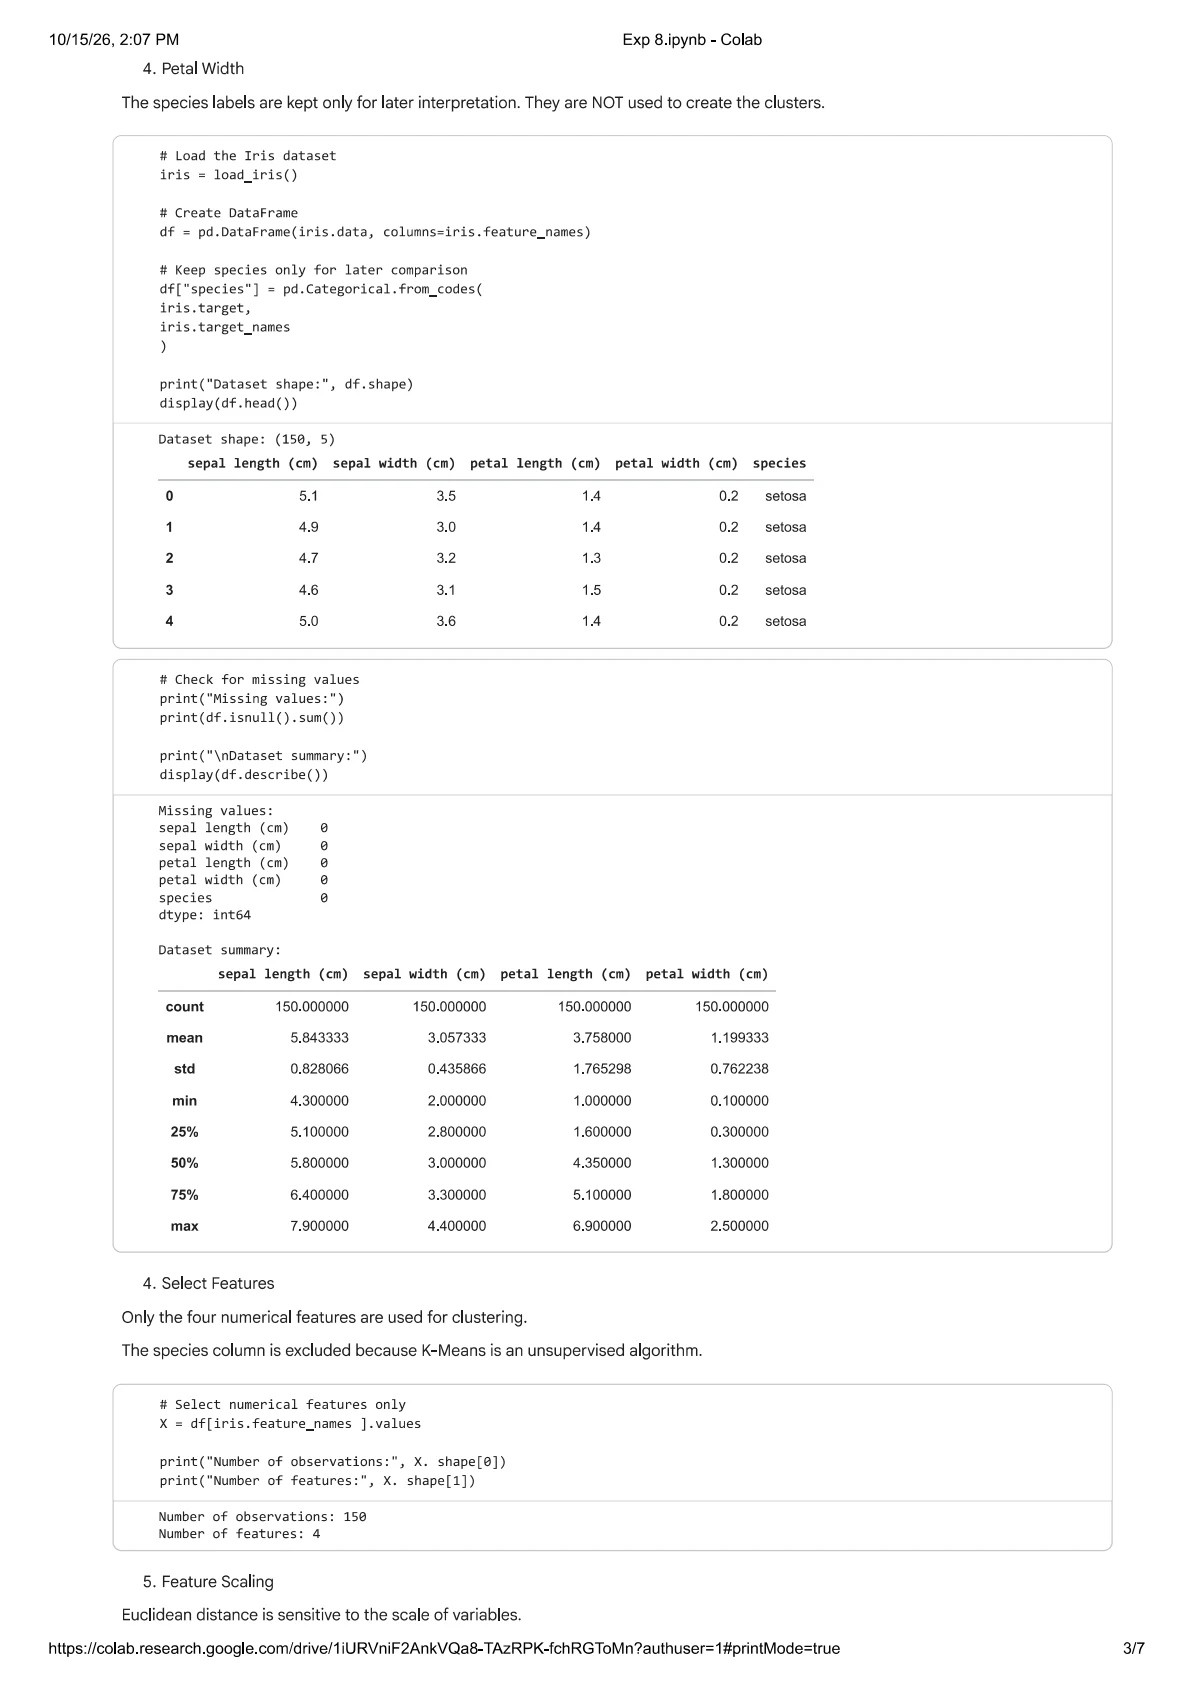 10/15/26, 2:07 PM Exp 8.ipynb - Colab
4. Petal Width
The species labels are kept only for later interpretation. They are NOT used to create the clusters.
# Load the Iris dataset
iris = load_iris()
# Create DataFrame
df = pd.DataFrame(iris.data, columns=iris.feature_names)
# Keep species only for later comparison
df["species"] = pd.Categorical.from_codes(
iris.target,
iris.target_names
)
print("Dataset shape:", df.shape)
display(df.head())
Dataset shape: (150, 5)
sepal length (cm) sepal width (cm) petal length (cm) petal width (cm) species
0 5.1 3.5 1.4 0.2 setosa
1 4.9 3.0 1.4 0.2 setosa
2 4.7 3.2 1.3 0.2 setosa
3 4.6 3.1 1.5 0.2 setosa
4 5.0 3.6 1.4 0.2 setosa
# Check for missing values
print("Missing values:")
print(df.isnull().sum())
print("\nDataset summary:")
display(df.describe())
Missing values:
sepal length (cm) 0
sepal width (cm) 0
petal length (cm) 0
petal width (cm) 0
species 0
dtype: int64
Dataset summary:
sepal length (cm) sepal width (cm) petal length (cm) petal width (cm)
count 150.000000 150.000000 150.000000 150.000000
mean 5.843333 3.057333 3.758000 1.199333
std 0.828066 0.435866 1.765298 0.762238
min 4.300000 2.000000 1.000000 0.100000
25% 5.100000 2.800000 1.600000 0.300000
50% 5.800000 3.000000 4.350000 1.300000
75% 6.400000 3.300000 5.100000 1.800000
max 7.900000 4.400000 6.900000 2.500000
4. Select Features
Only the four numerical features are used for clustering.
The species column is excluded because K-Means is an unsupervised algorithm.
# Select numerical features only
X = df[iris.feature_names ].values
print("Number of observations:", X. shape[0])
print("Number of features:", X. shape[1])
Number of observations: 150
Number of features: 4
5. Feature Scaling
Euclidean distance is sensitive to the scale of variables.
https://colab.research.google.com/drive/1iURVniF2AnkVQa8-TAzRPK-fchRGToMn?authuser=1#printMode=true 3/7